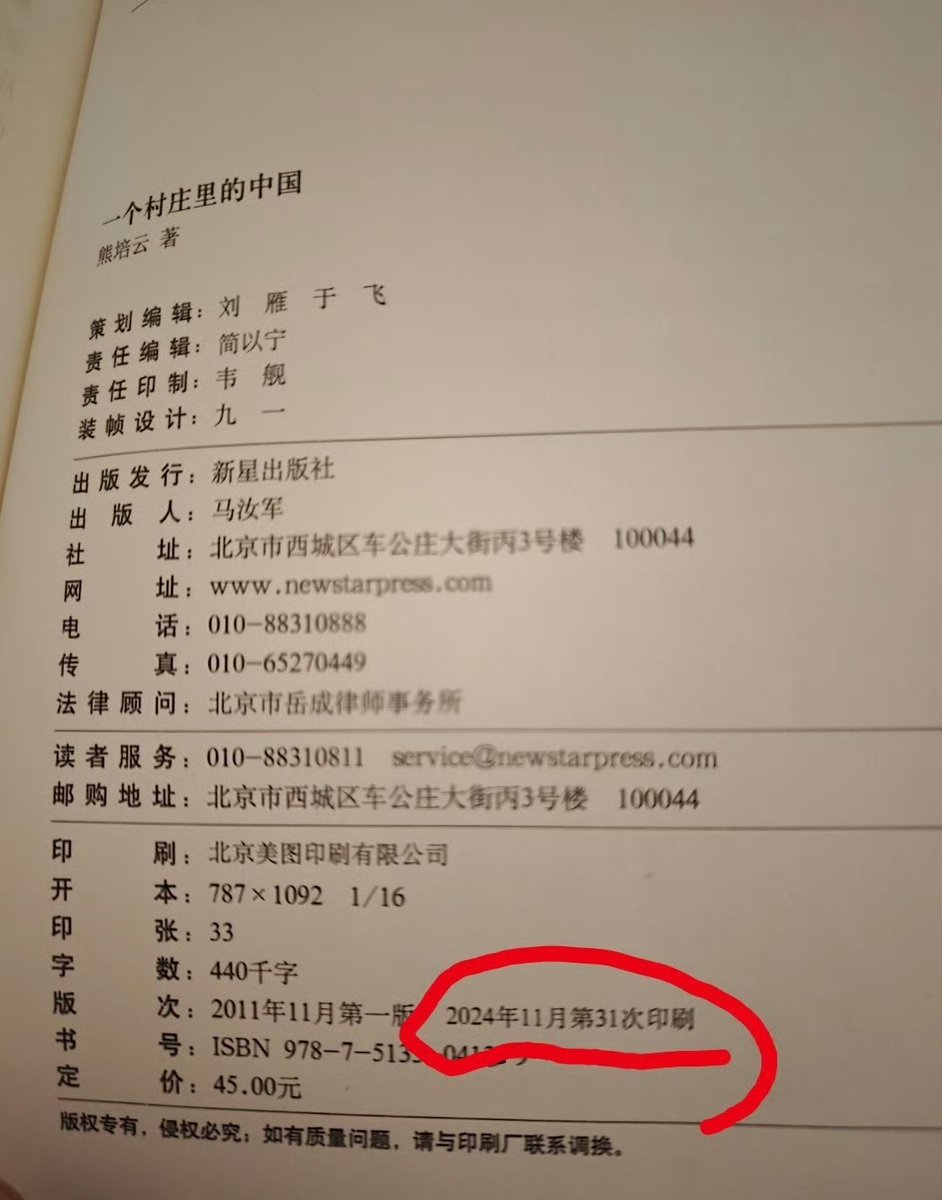 一个村庄里的中国
熊培云 著
策划编辑：刘 雁 于 飞
责任编辑：简以宁
责任印制：韦 舰
装帧设计：九 一
出版发行：新星出版社
出 版 人：马汝军
社 址：北京市西城区车公庄大街丙3号楼 100044
网 址：www.newstarpress.com
电 话：010-88310888
传 真：010-65270449
法律顾问：北京市岳成律师事务所
读者服务：010-88310811 service@newstarpress.com
邮购地址：北京市西城区车公庄大街丙3号楼 100044
印 刷：北京美图印刷有限公司
开 本：787×1092 1/16
印 张：33
字 数：440千字
版 次：2011年11月第一版 2024年11月第31次印刷
书 号：ISBN 978-7-513
定 价：45.00元
版权专有，侵权必究；如有质量问题，请与印刷厂联系调换。